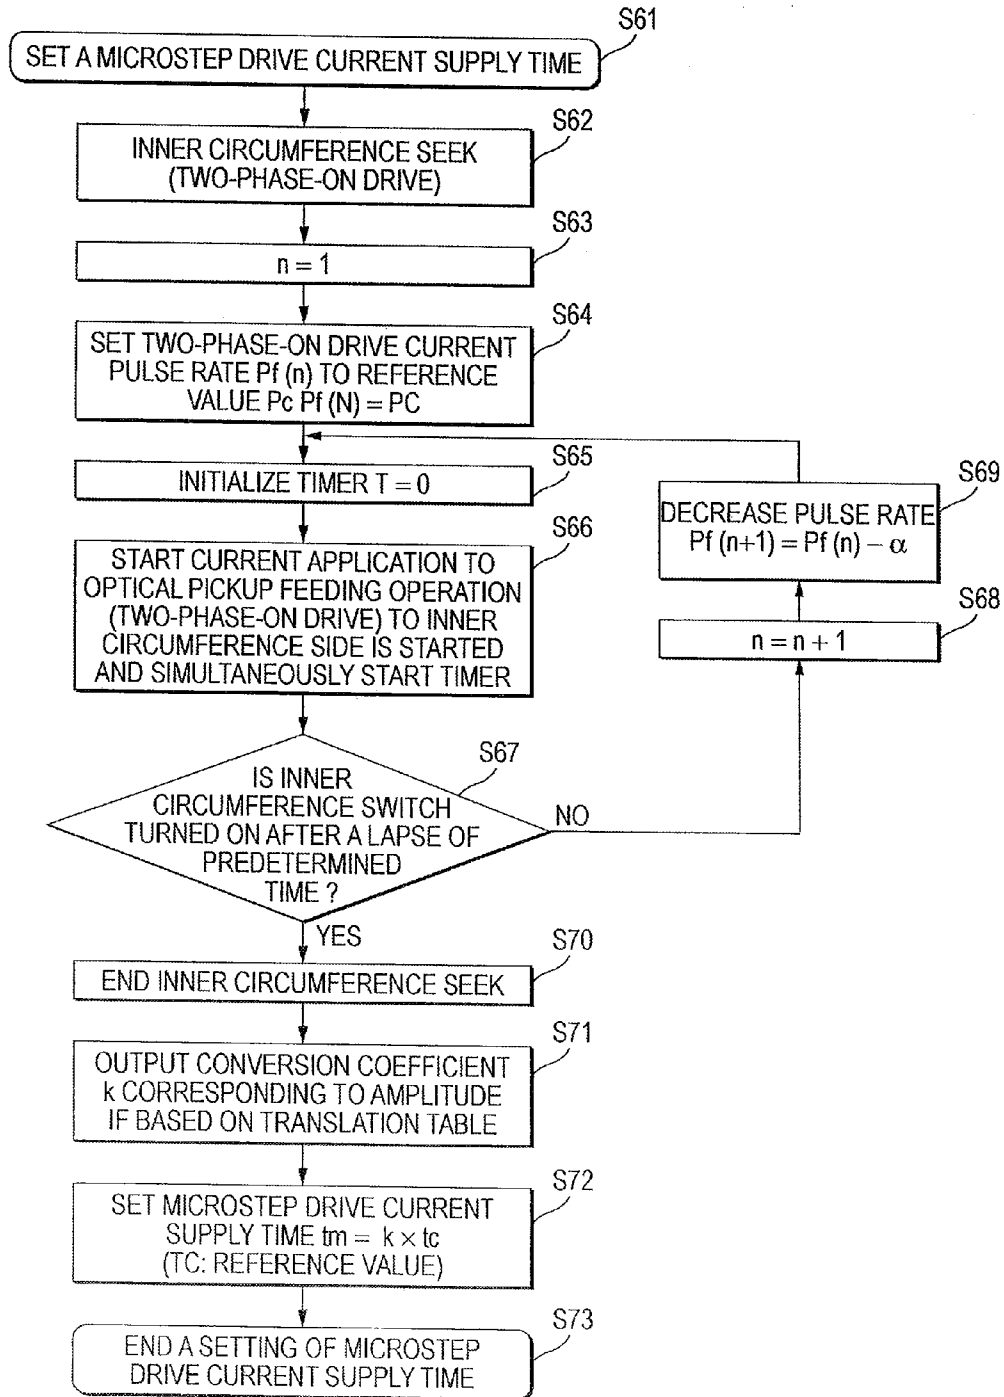 S61
SET A MICROSTEP DRIVE CURRENT SUPPLY TIME
S62
INNER CIRCUMFERENCE SEEK
(TWO-PHASE-ON DRIVE)
S63
n = 1
S64
SET TWO-PHASE-ON DRIVE CURRENT
PULSE RATE Pf (n) TO REFERENCE
VALUE Pc Pf (N) = PC
S65
INITIALIZE TIMER T = 0
S66
START CURRENT APPLICATION TO
OPTICAL PICKUP FEEDING OPERATION
(TWO-PHASE-ON DRIVE) TO INNER
CIRCUMFERENCE SIDE IS STARTED
AND SIMULTANEOUSLY START TIMER
S67
IS INNER
CIRCUMFERENCE SWITCH
TURNED ON AFTER A LAPSE OF
PREDETERMINED
TIME ?
NO
S68
n = n + 1
S69
DECREASE PULSE RATE
Pf (n+1) = Pf (n) − α
YES
S70
END INNER CIRCUMFERENCE SEEK
S71
OUTPUT CONVERSION COEFFICIENT
k CORRESPONDING TO AMPLITUDE
IF BASED ON TRANSLATION TABLE
S72
SET MICROSTEP DRIVE CURRENT
SUPPLY TIME tm = k × tc
(TC: REFERENCE VALUE)
S73
END A SETTING OF MICROSTEP
DRIVE CURRENT SUPPLY TIME